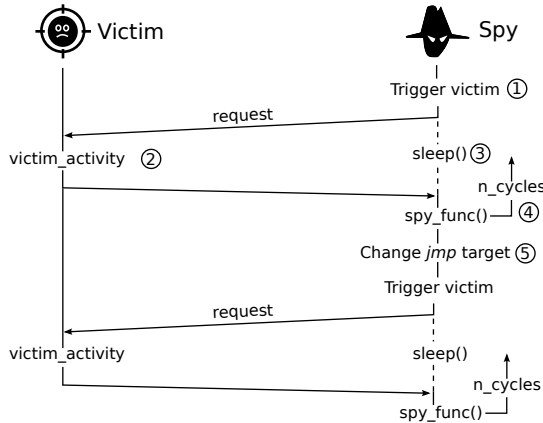 Victim
Spy
Trigger victim ①
request
victim_activity ②
sleep() ③
n_cycles
spy_func() ④
Change jmp target ⑤
Trigger victim
request
victim_activity
sleep()
n_cycles
spy_func()